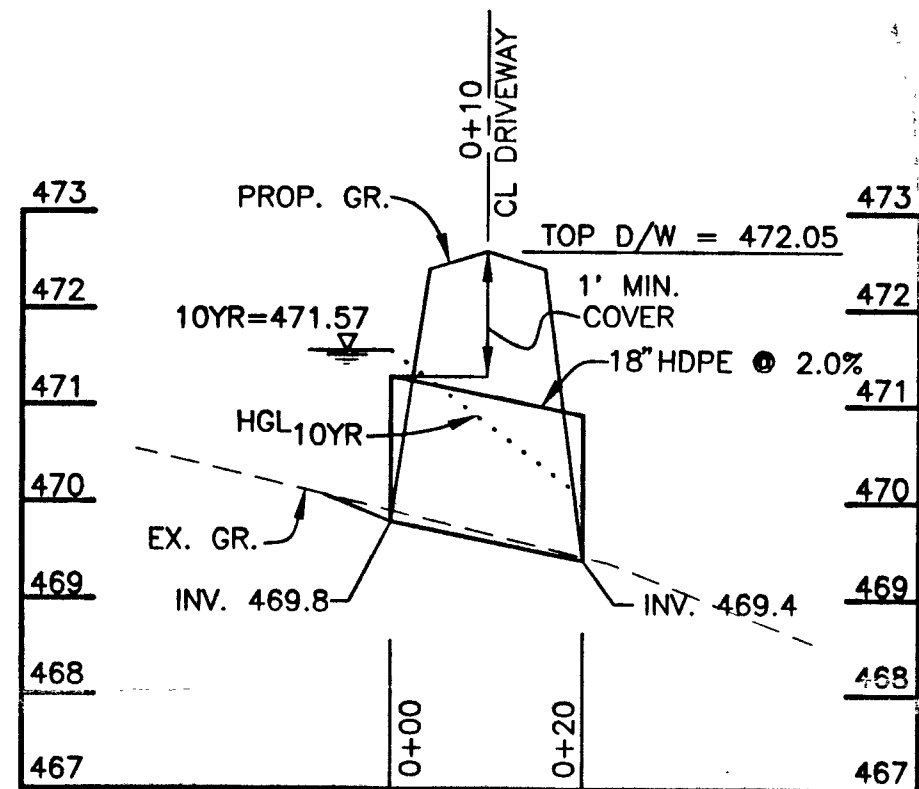 0+10
CL DRIVEWAY
PROP. GR.
473
473
TOP D/W = 472.05
1' MIN.
COVER
472
472
10YR=471.57
18" HDPE @ 2.0%
471
471
HGL10YR
470
470
EX. GR.
469
469
INV. 469.8
INV. 469.4
468
468
0+00
0+20
467
467